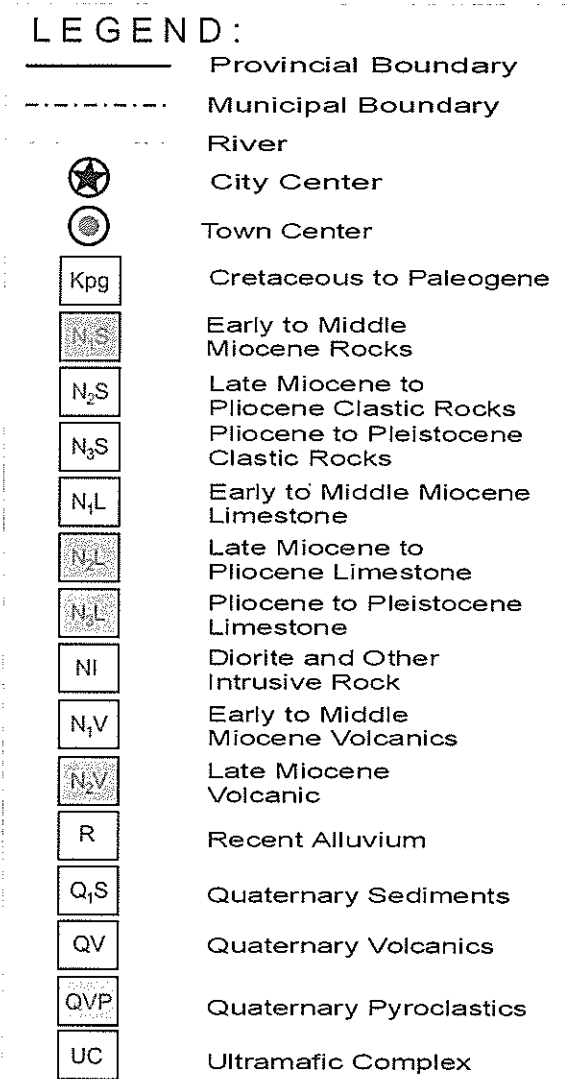 LEGEND:
Provincial Boundary
Municipal Boundary
River
City Center
Town Center
Kpg Cretaceous to Paleogene
N₁S Early to Middle
Miocene Rocks
N₂S Late Miocene to
Pliocene Clastic Rocks
N₃S Pliocene to Pleistocene
Clastic Rocks
N₁L Early to Middle Miocene
Limestone
N₂L Late Miocene to
Pliocene Limestone
N₃L Pliocene to Pleistocene
Limestone
NI Diorite and Other
Intrusive Rock
N₁V Early to Middle
Miocene Volcanics
N₂V Late Miocene
Volcanic
R Recent Alluvium
Q₁S Quaternary Sediments
QV Quaternary Volcanics
QVP Quaternary Pyroclastics
UC Ultramafic Complex